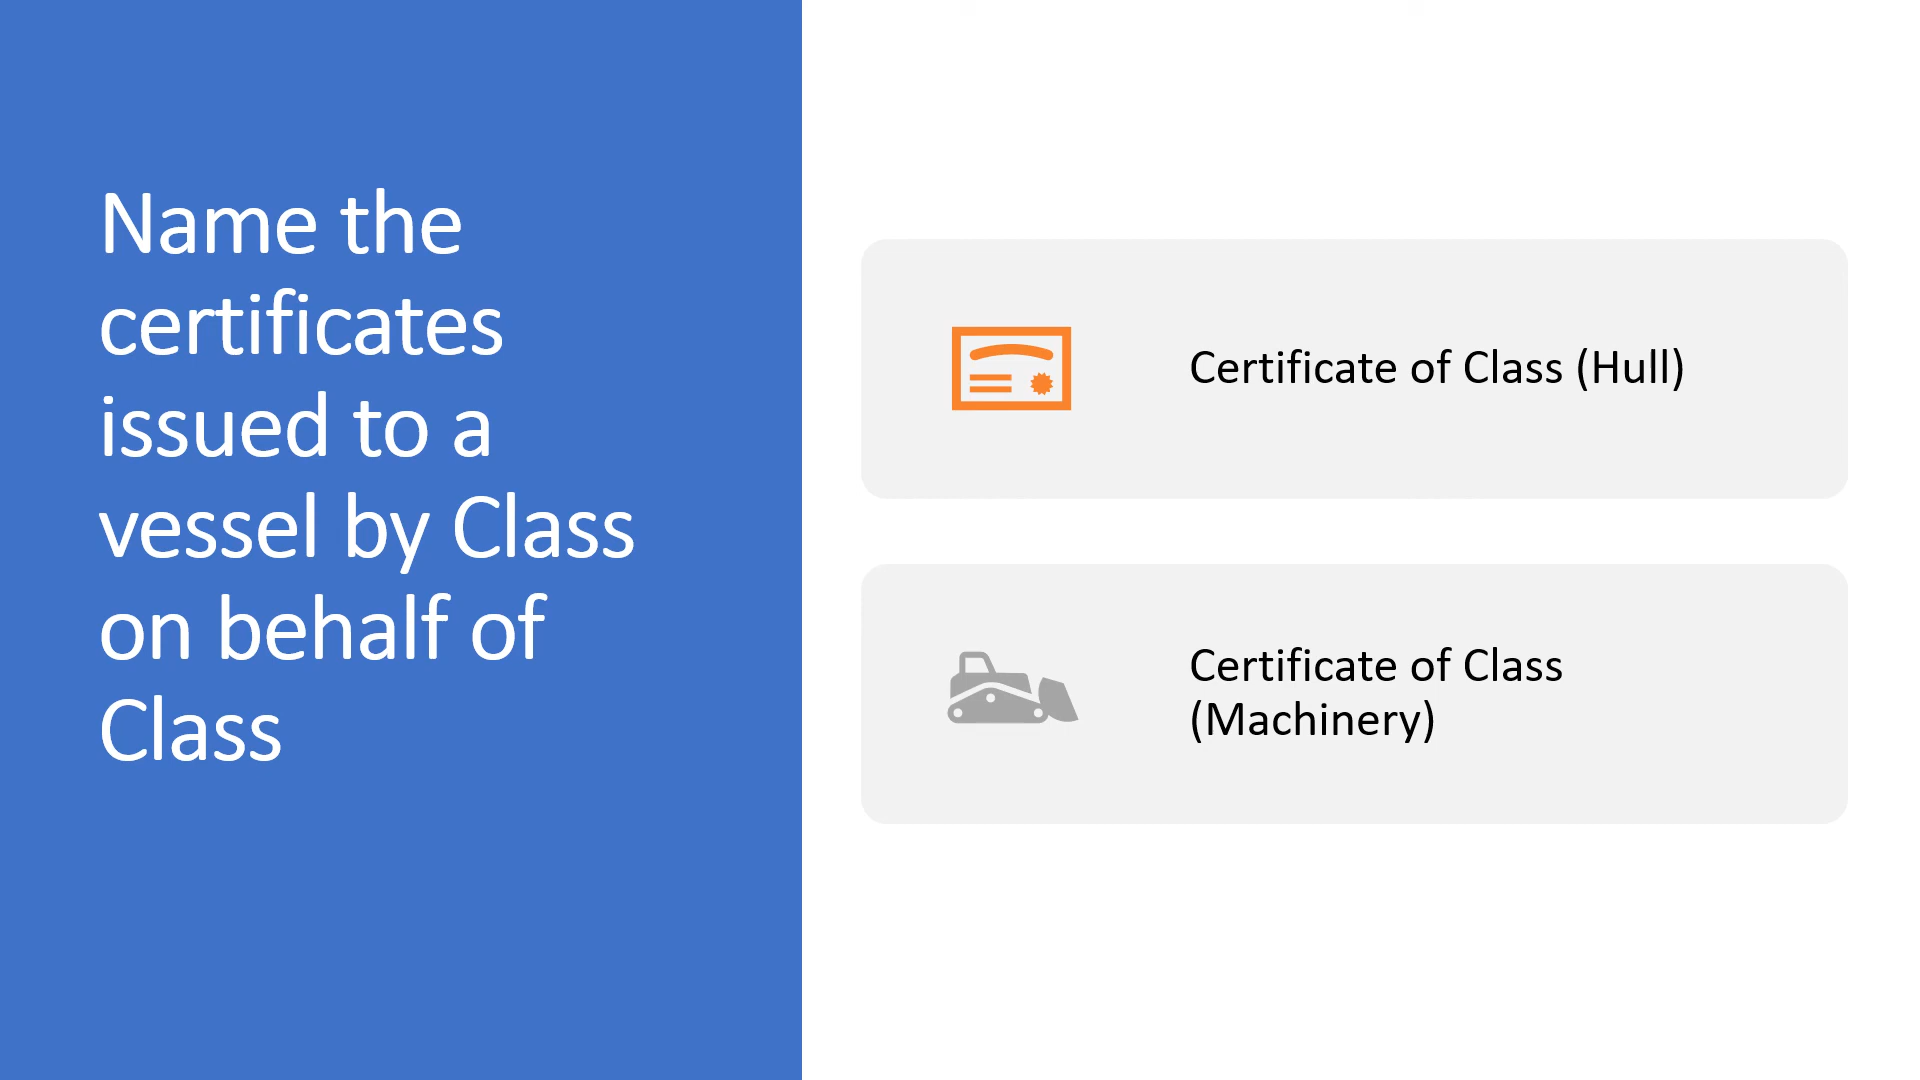 Name the
certificates
issued to a
vessel by Class
on behalf of
Class
Certificate of Class (Hull)
Certificate of Class
(Machinery)